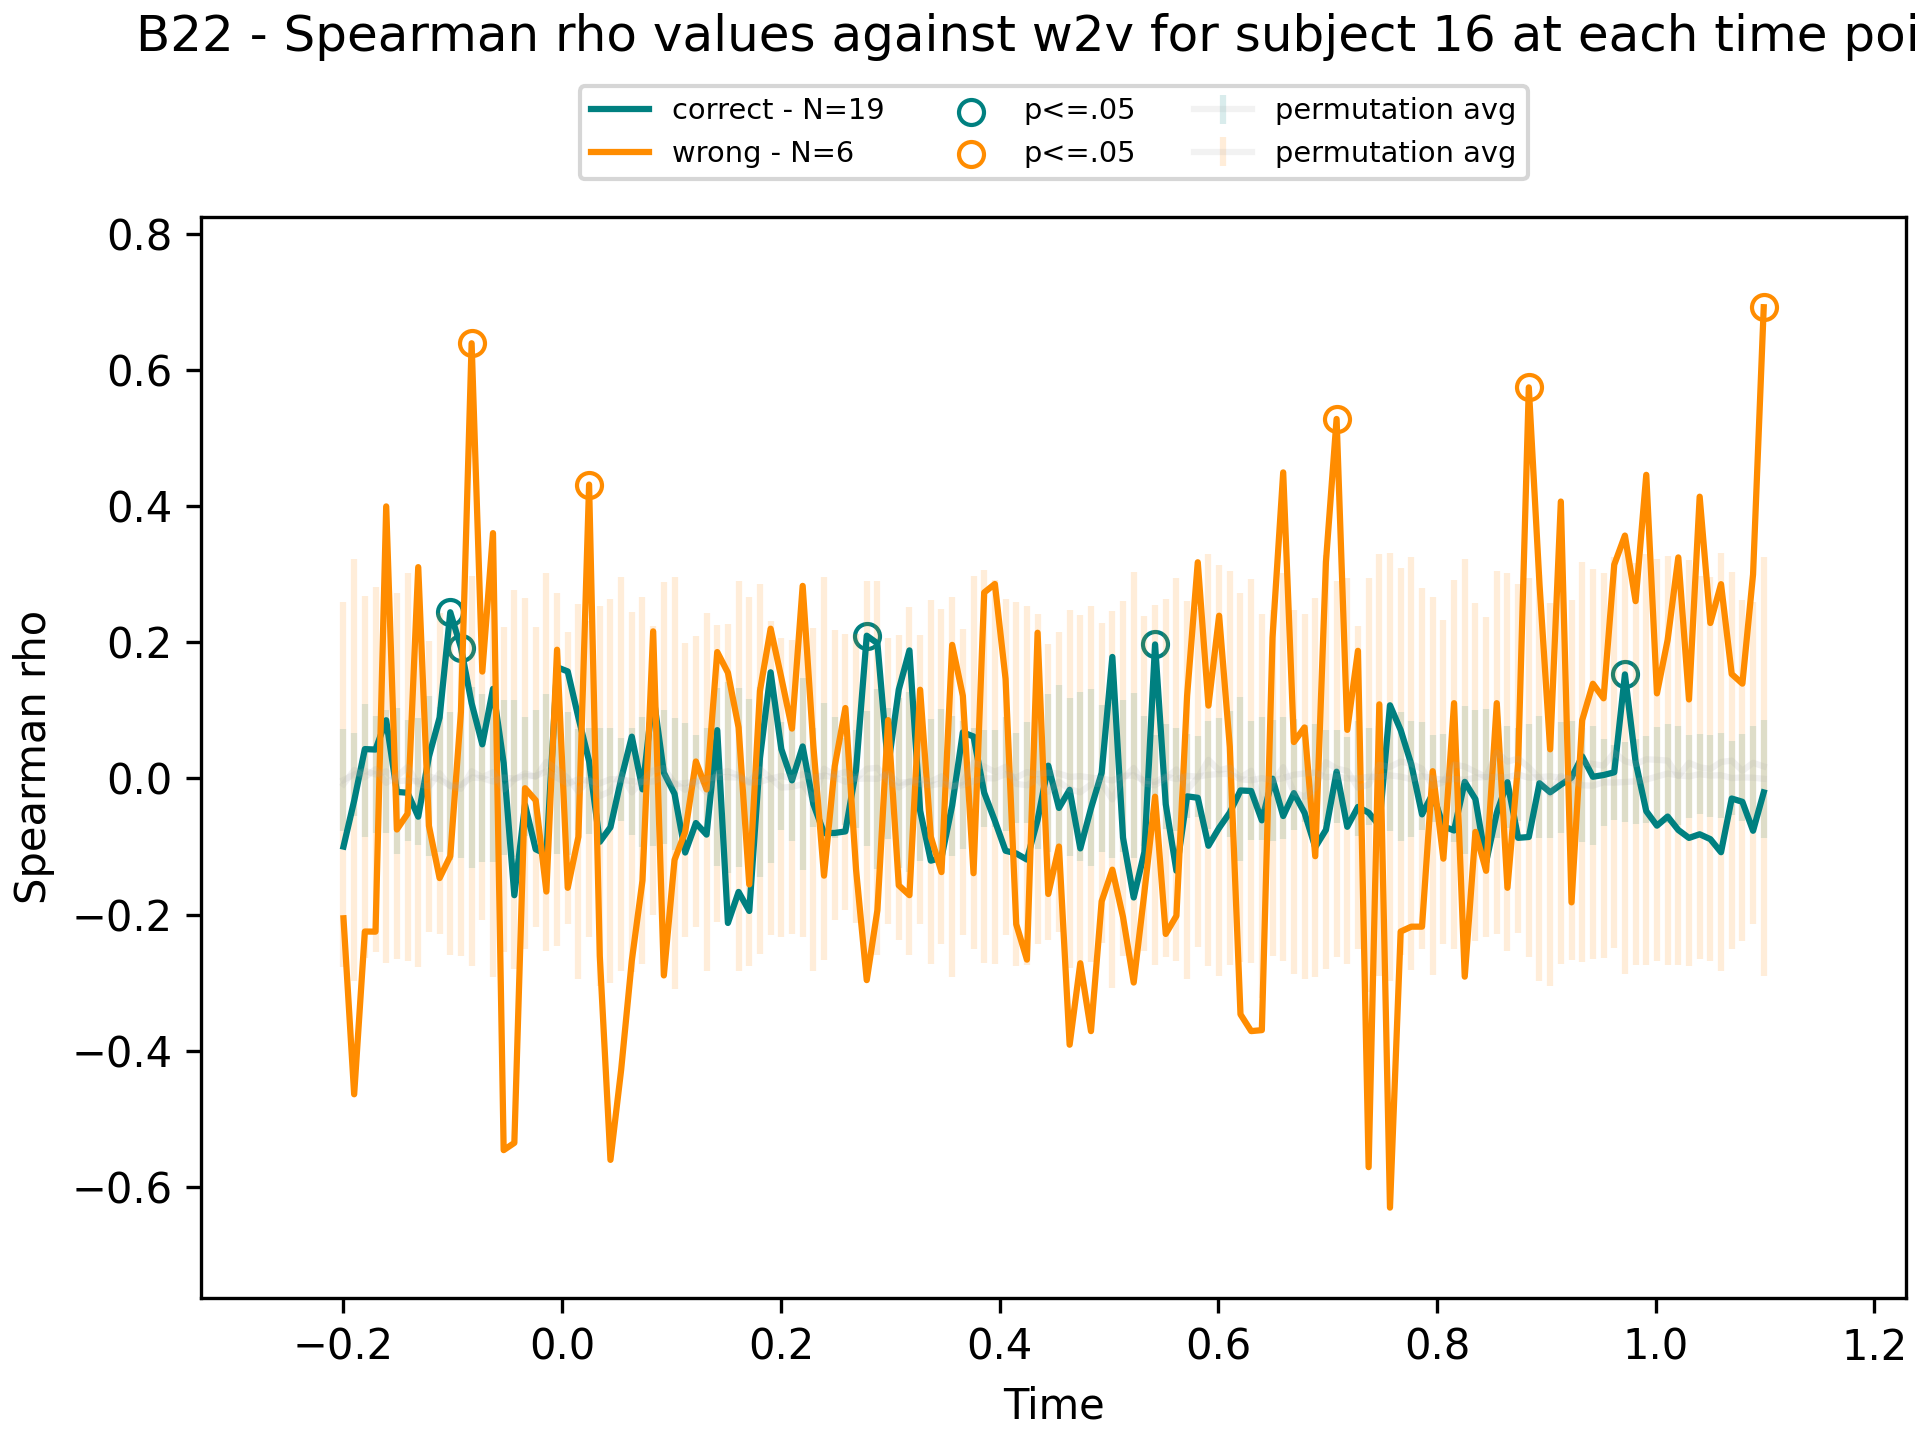 B22 - Spearman rho values against w2v for subject 16 at each time poi
correct - N=19
wrong - N=6
p<=.05
p<=.05
permutation avg
permutation avg
0.8
0.6
0.4
0.2
0.0
−0.2
−0.4
−0.6
Spearman rho
−0.2 0.0 0.2 0.4 0.6 0.8 1.0 1.2
Time